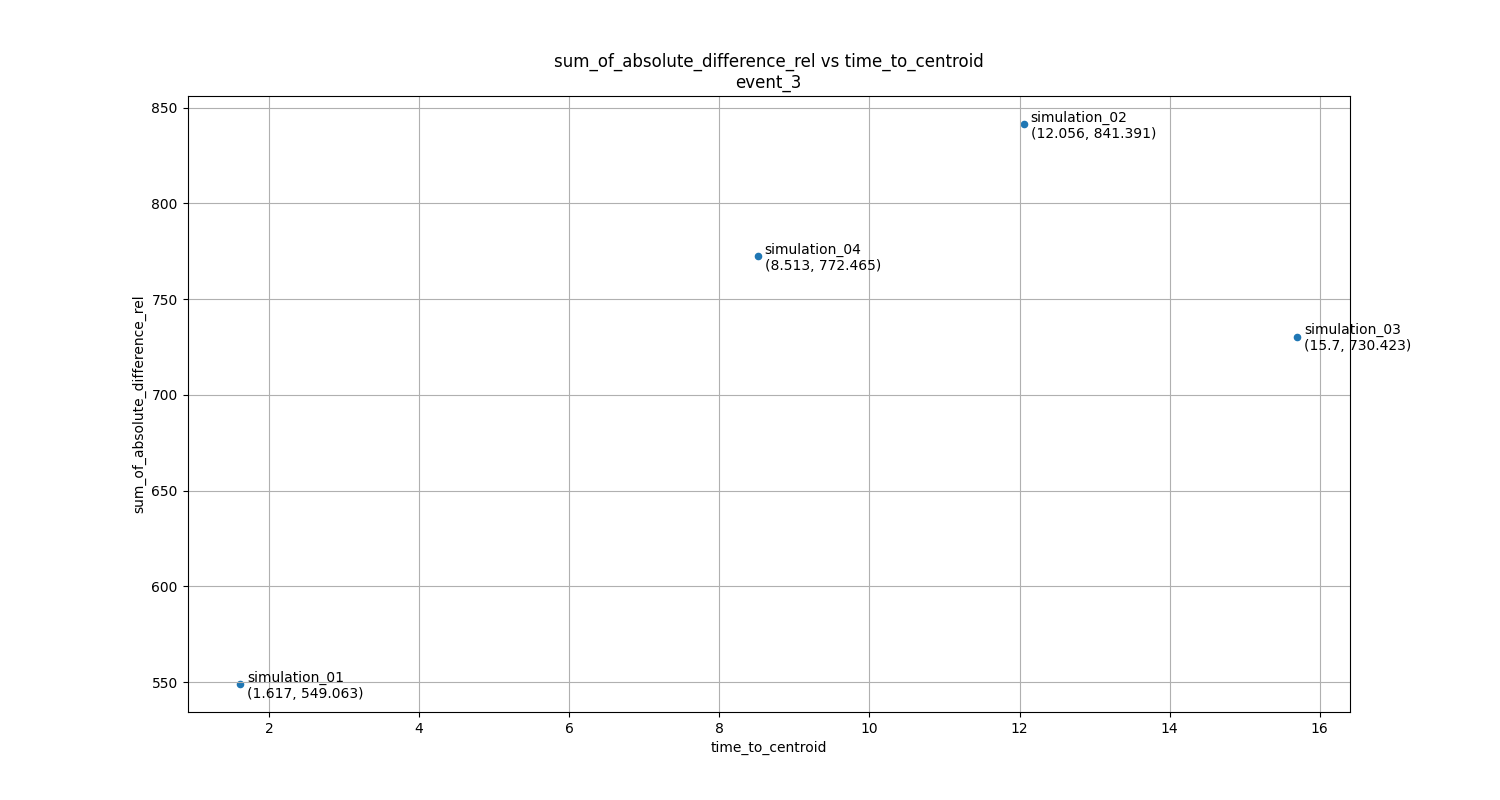 sum_of_absolute_difference_rel vs time_to_centroid
event_3
850
800
750
700
650
600
550
sum_of_absolute_difference_rel
simulation_02
(12.056, 841.391)
simulation_04
(8.513, 772.465)
simulation_03
(15.7, 730.423)
simulation_01
(1.617, 549.063)
2 4 6 8 10 12 14 16
time_to_centroid